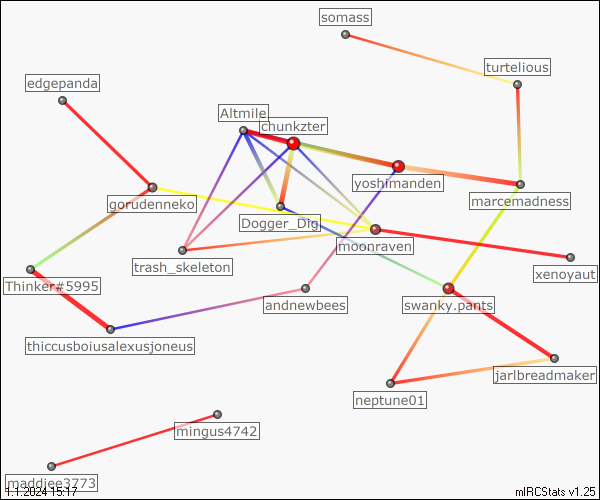 somass
turtelious
edgepanda
Altmile
chunkzter
yoshimanden
marcemadness
gorudenneko
Dogger_DIg
moonraven
trash_skeleton
xenoyaut
Thinker#5995
andnewbees
swanky.pants
thiccusboiusalexusjoneus
jarlbreadmaker
neptune01
mingus4742
maddiee3773
1.1.2024 15:17
mIRCStats v1.25